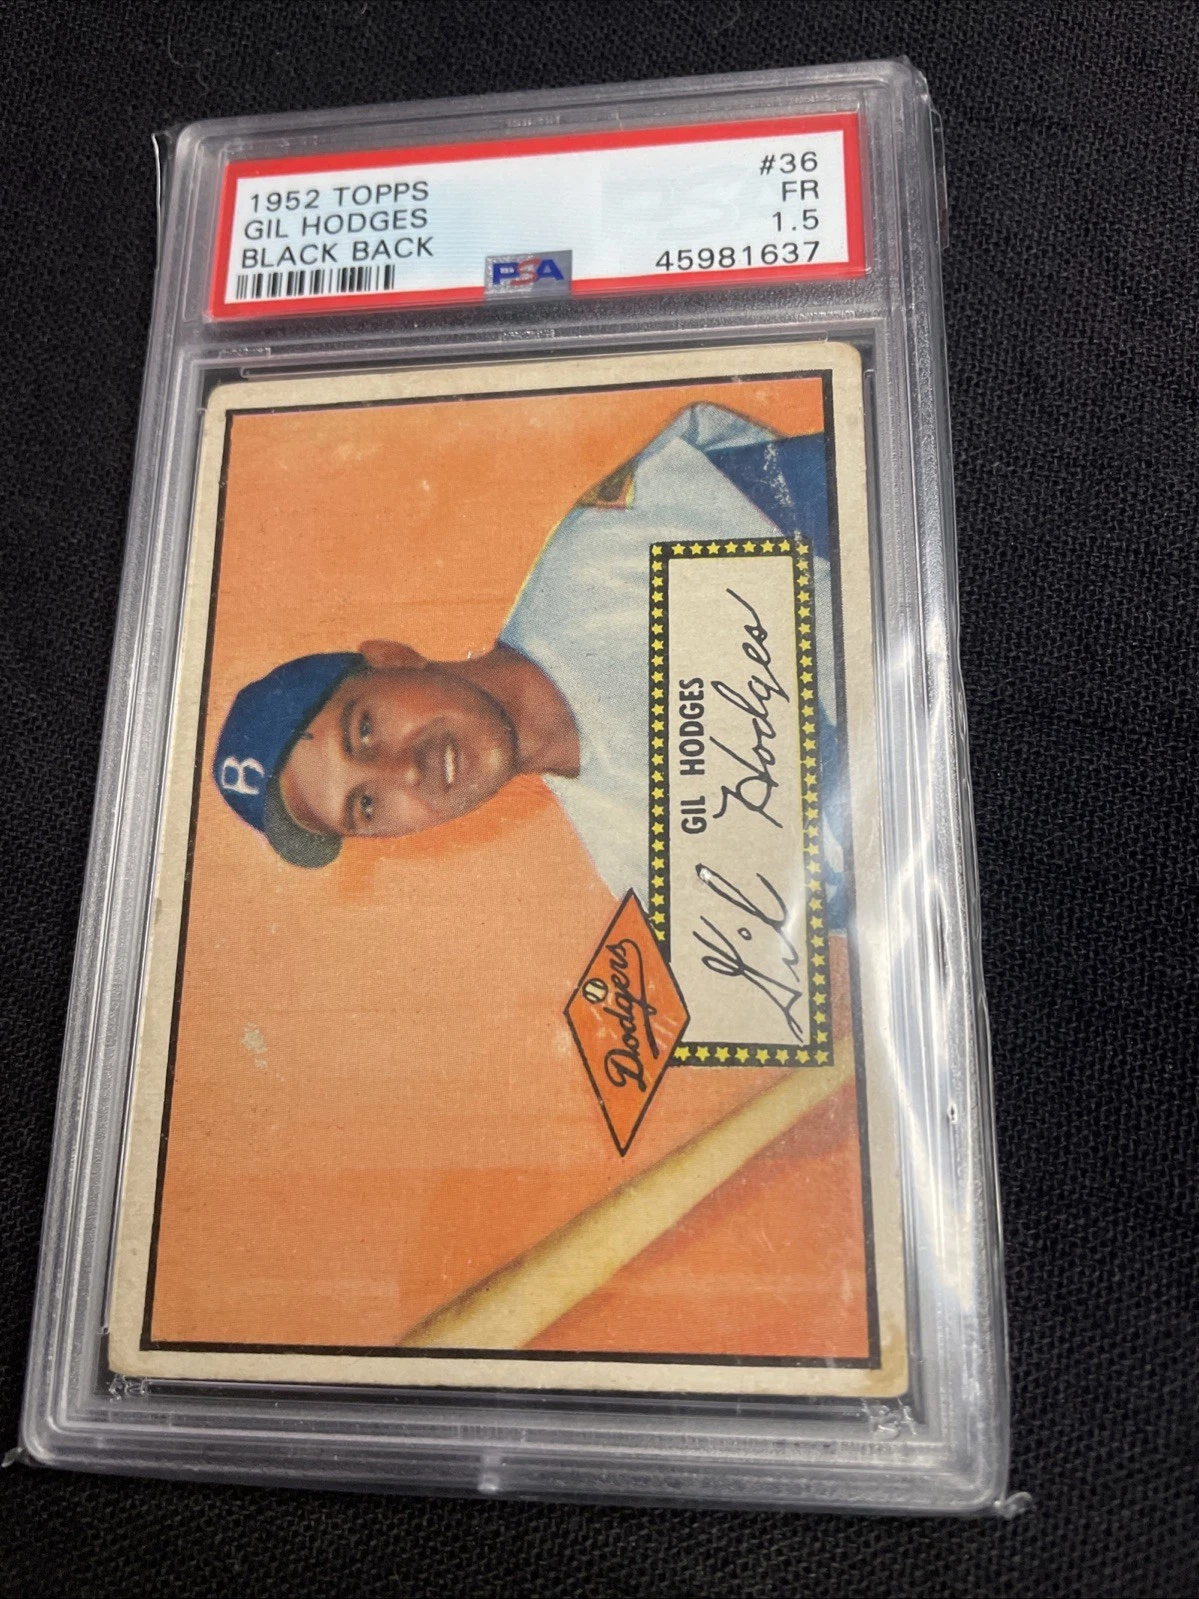 1952 TOPPS
GIL HODGES
BLACK BACK
#36
FR
1.5
45981637
PSA
B
GIL HODGES
Gil Hodges
Dodgers